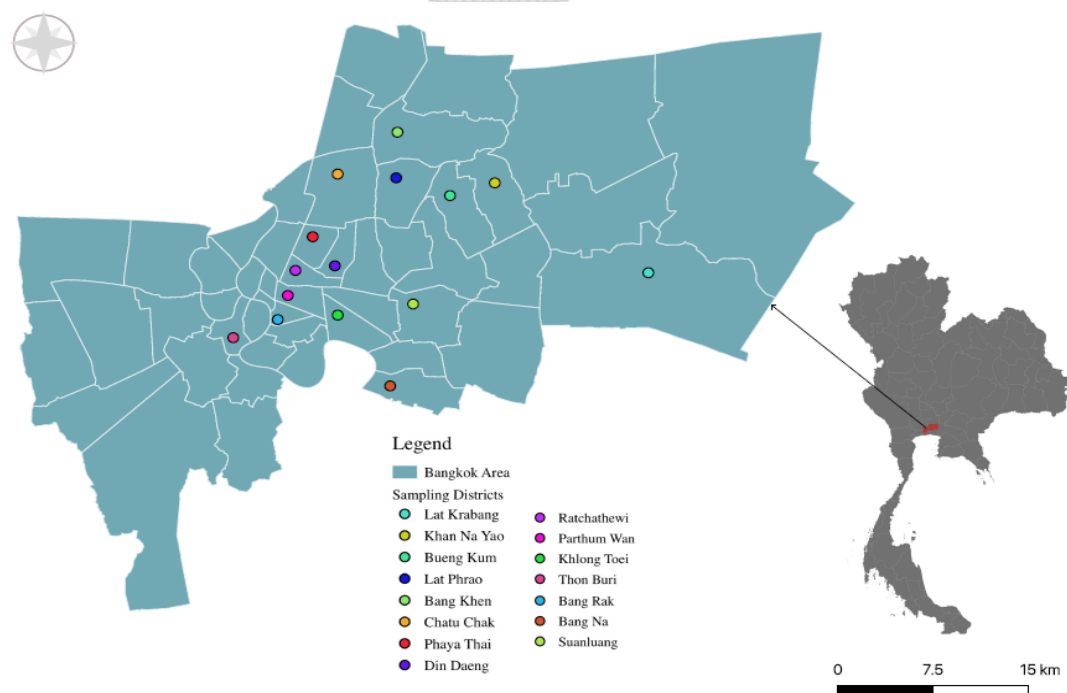 Legend
Bangkok Area
Sampling Districts
Lat Krabang
Khan Na Yao
Bueng Kum
Lat Phrao
Bang Khen
Chatu Chak
Phaya Thai
Din Daeng
Ratchathewi
Parthum Wan
Khlong Toei
Thon Buri
Bang Rak
Bang Na
Suanluang
0 7.5 15 km